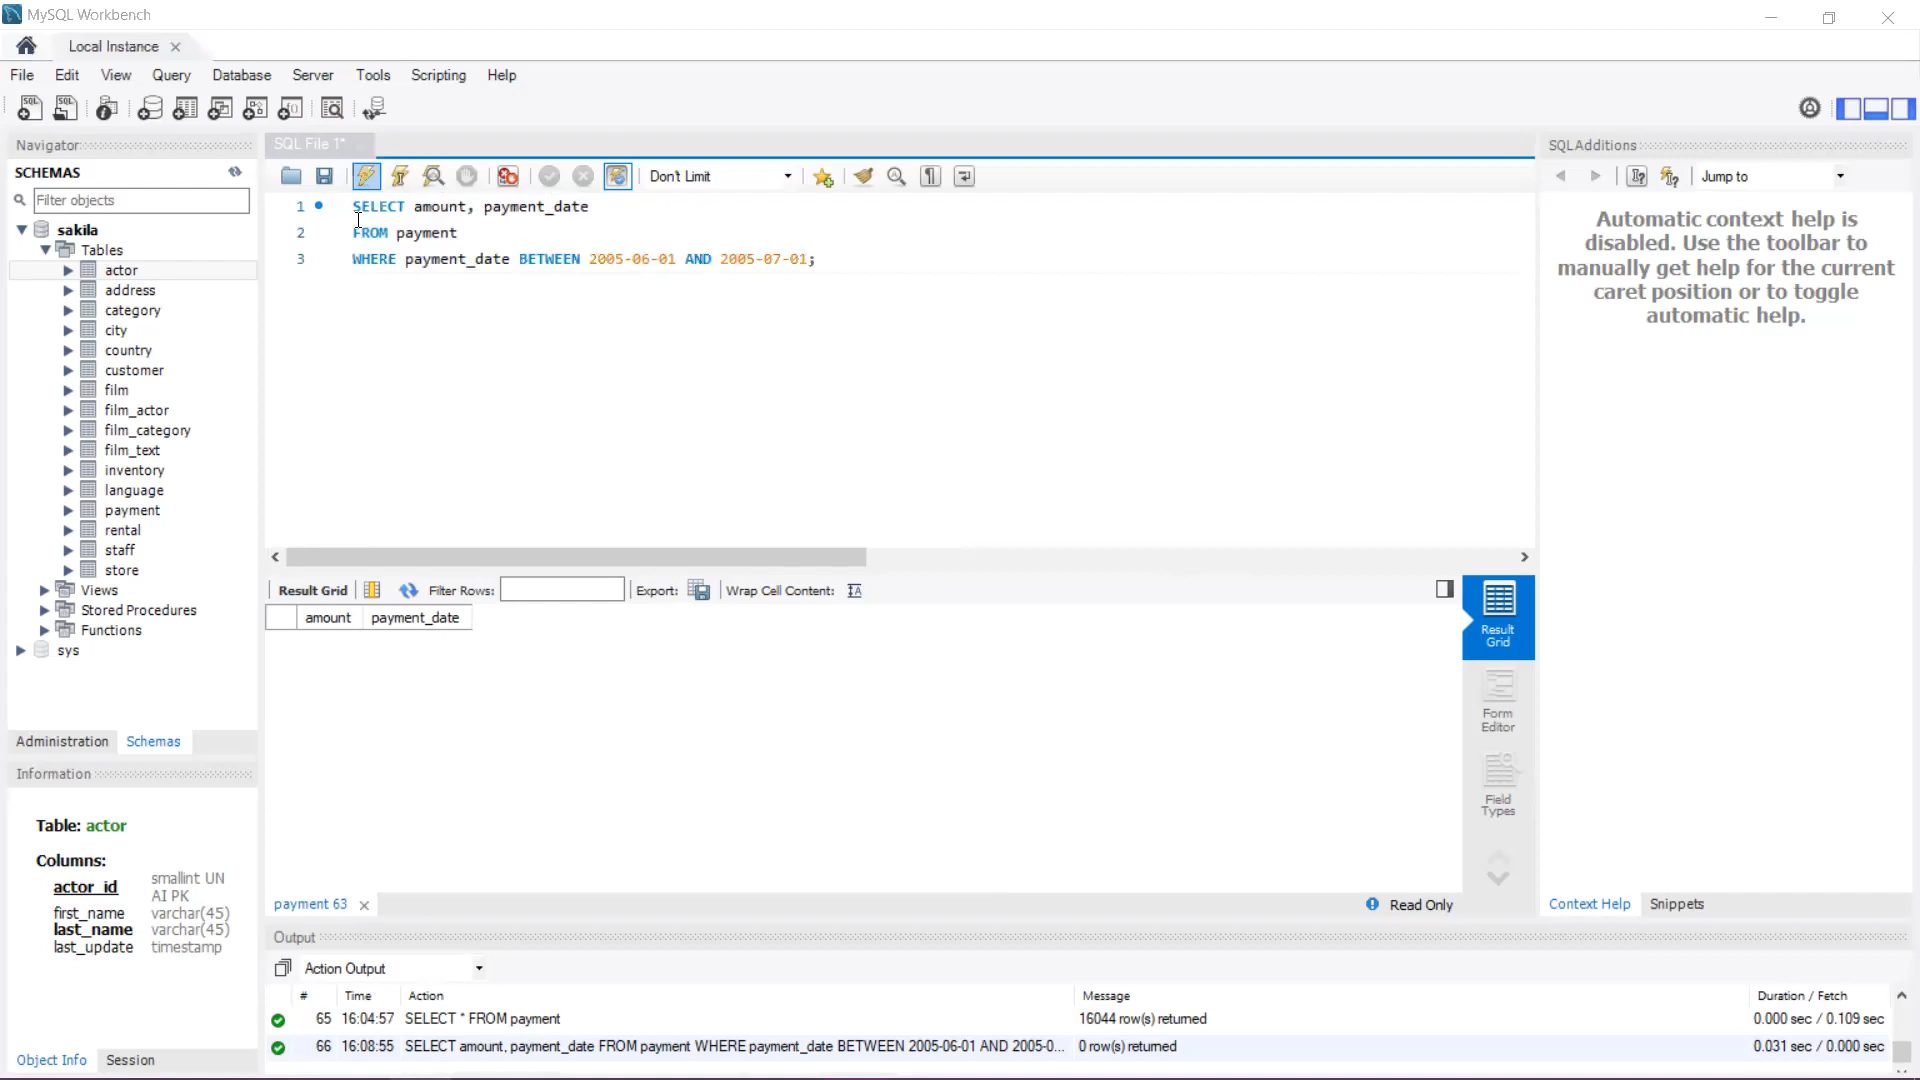 MySQL Workbench
Local Instance
File Edit View Query Database Server Tools Scripting Help
Navigator
SCHEMAS
Filter objects
sakila
Tables
actor
address
category
city
country
customer
film
film_actor
film_category
film_text
inventory
language
payment
rental
staff
store
Views
Stored Procedures
Functions
sys
Administration Schemas
Information
Table: actor
Columns:
actor_id smallint UN AI PK
first_name varchar(45)
last_name varchar(45)
last_update timestamp
Object Info Session
SQL File 1*
Don't Limit
1 SELECT amount, payment_date
2 FROM payment
3 WHERE payment_date BETWEEN 2005-06-01 AND 2005-07-01;
Result Grid Filter Rows: Export: Wrap Cell Content:
amount payment_date
Result Grid
Form Editor
Field Types
payment 63
Read Only
SQLAdditions
Jump to
Automatic context help is
disabled. Use the toolbar to
manually get help for the current
caret position or to toggle
automatic help.
Context Help Snippets
Output
Action Output
# Time Action Message Duration / Fetch
65 16:04:57 SELECT * FROM payment 16044 row(s) returned 0.000 sec / 0.109 sec
66 16:08:55 SELECT amount, payment_date FROM payment WHERE payment_date BETWEEN 2005-06-01 AND 2005-0... 0 row(s) returned 0.031 sec / 0.000 sec